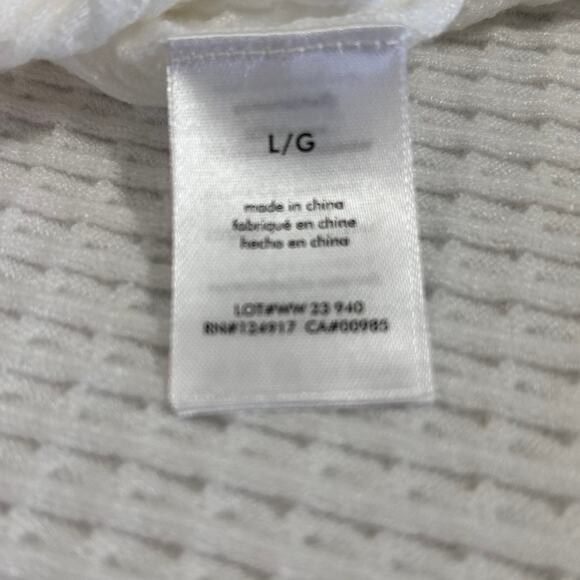 L/G
made in china
fabriqué en chine
hecho en china
LOT#WW 23 940
RN#124917 CA#00985